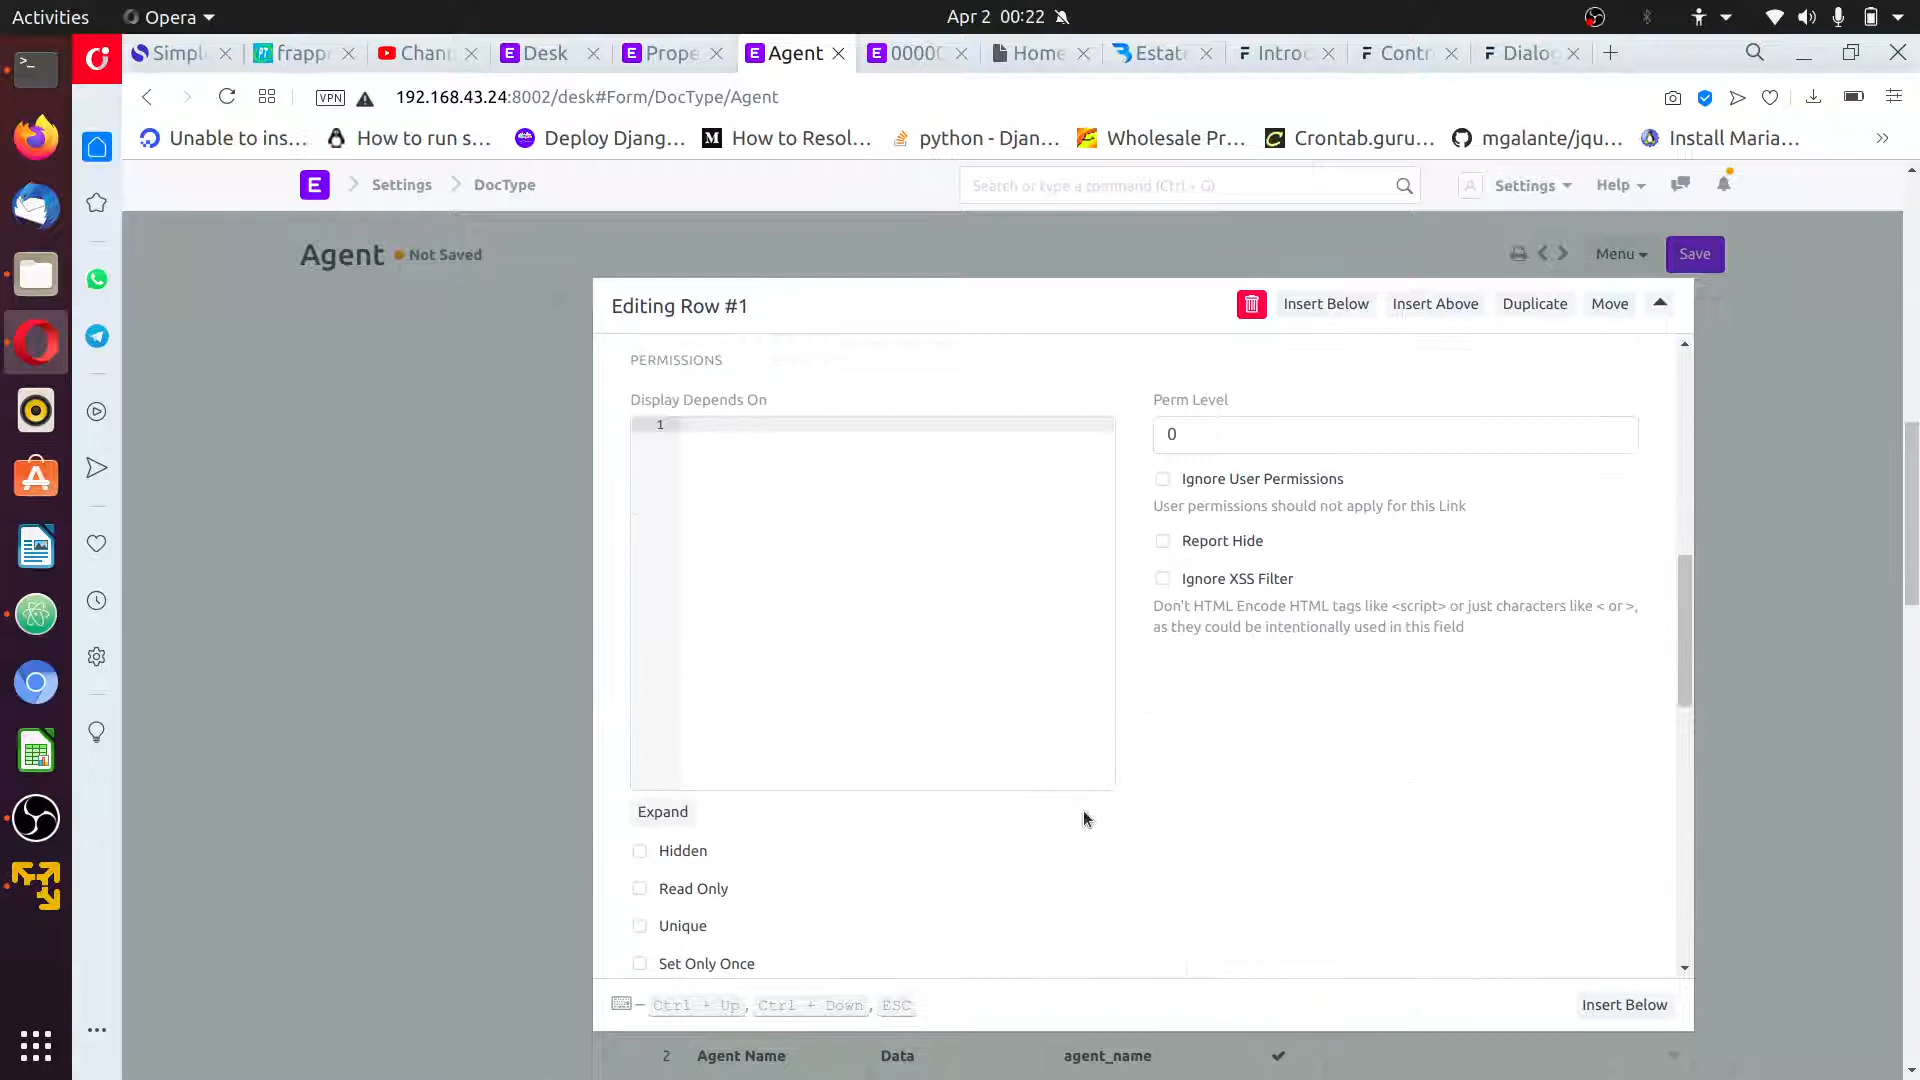 Activities Opera Apr 2 00:22
Simple frapp Chann Desk Prope Agent 00000 Home Estate Introd Contr Dialog
VPN 192.168.43.24:8002/desk#Form/DocType/Agent
Unable to ins... How to run s... Deploy Djang... How to Resol... python - Djan... Wholesale Pr... Crontab.guru... mgalante/jqu... Install Maria...
E Settings DocType Search or type a command (Ctrl + G) A Settings Help
Agent Not Saved Menu Save
Editing Row #1 Insert Below Insert Above Duplicate Move
PERMISSIONS
Display Depends On Perm Level
1 0
Ignore User Permissions
User permissions should not apply for this Link
Report Hide
Ignore XSS Filter
Don't HTML Encode HTML tags like <script> or just characters like < or >,
as they could be intentionally used in this field
Expand
Hidden
Read Only
Unique
Set Only Once
Ctrl + Up, Ctrl + Down, ESC Insert Below
2 Agent Name Data agent_name